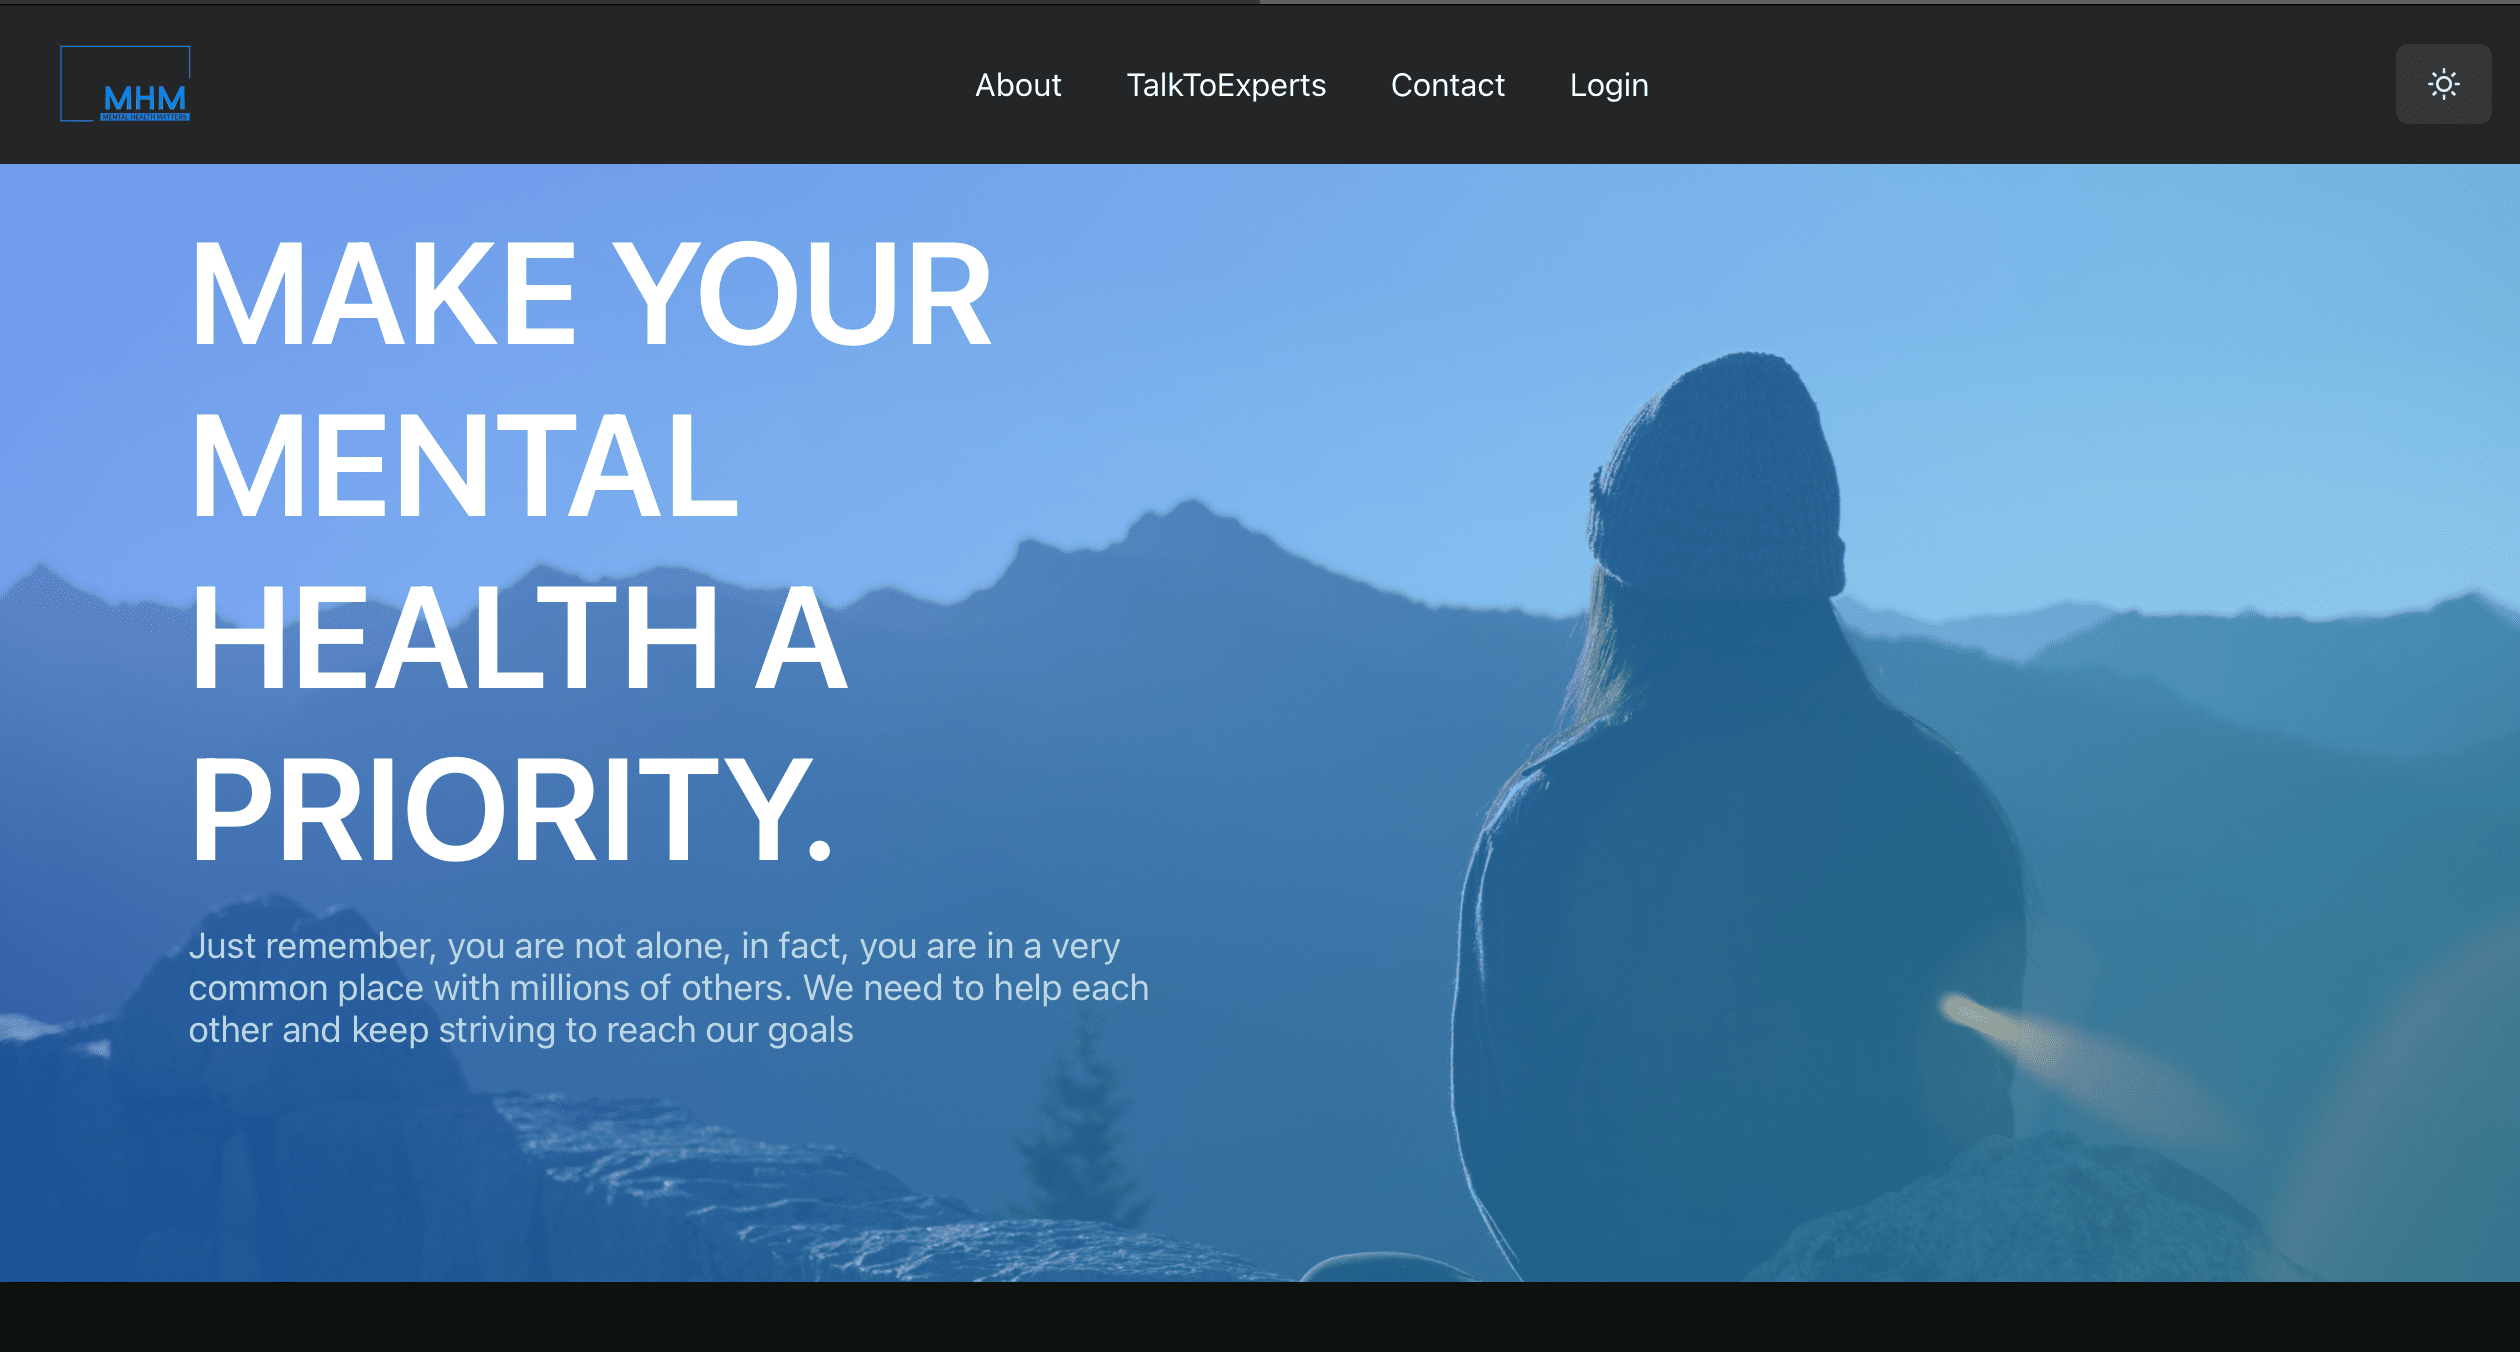 MHM
MENTAL HEALTH MATTERS
About
TalkToExperts
Contact
Login
MAKE YOUR
MENTAL
HEALTH A
PRIORITY.
Just remember, you are not alone, in fact, you are in a very
common place with millions of others. We need to help each
other and keep striving to reach our goals